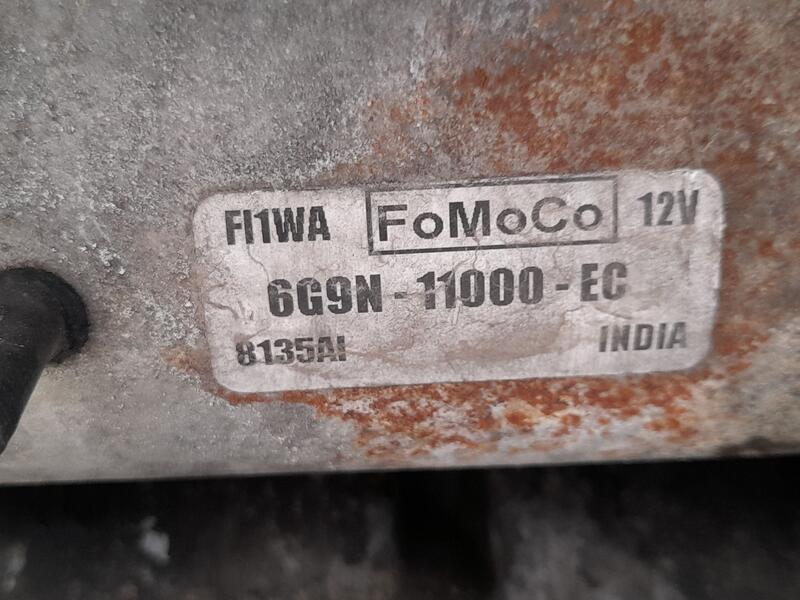 FI1WA FoMoCo 12V
6G9N - 11000 - EC
8135AI INDIA